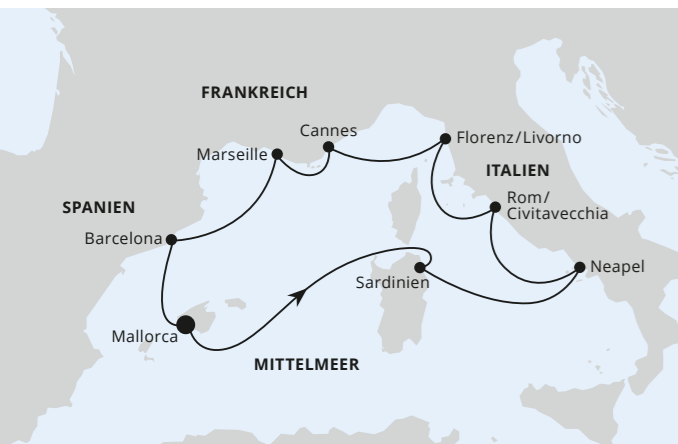 FRANKREICH
Cannes
Marseille
Florenz/Livorno
ITALIEN
Rom/
Civitavecchia
SPANIEN
Barcelona
Neapel
Sardinien
Mallorca
MITTELMEER